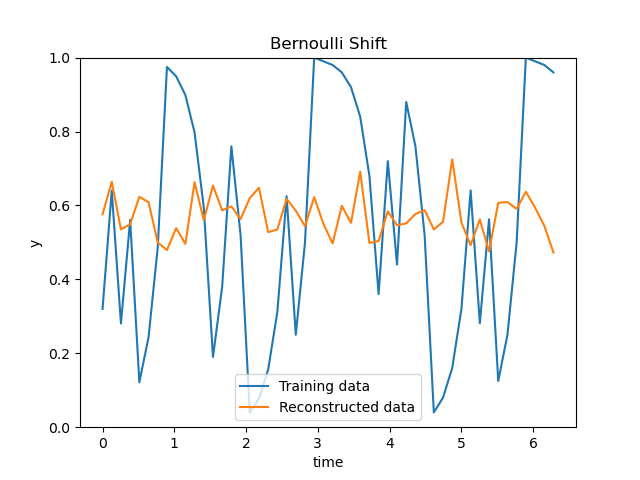 Bernoulli Shift
1.0
0.8
0.6
0.4
0.2
0.0
y
Training data
Reconstructed data
0 1 2 3 4 5 6
time